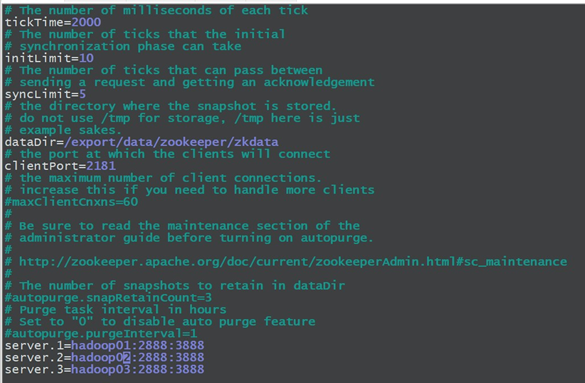 # The number of milliseconds of each tick
tickTime=2000
# The number of ticks that the initial
# synchronization phase can take
initLimit=10
# The number of ticks that can pass between
# sending a request and getting an acknowledgement
syncLimit=5
# the directory where the snapshot is stored.
# do not use /tmp for storage, /tmp here is just
# example sakes.
dataDir=/export/data/zookeeper/zkdata
# the port at which the clients will connect
clientPort=2181
# the maximum number of client connections.
# increase this if you need to handle more clients
#maxClientCnxns=60
#
# Be sure to read the maintenance section of the
# administrator guide before turning on autopurge.
#
# http://zookeeper.apache.org/doc/current/zookeeperAdmin.html#sc_maintenance
#
# The number of snapshots to retain in dataDir
#autopurge.snapRetainCount=3
# Purge task interval in hours
# Set to "0" to disable auto purge feature
#autopurge.purgeInterval=1
server.1=hadoop01:2888:3888
server.2=hadoop02:2888:3888
server.3=hadoop03:2888:3888